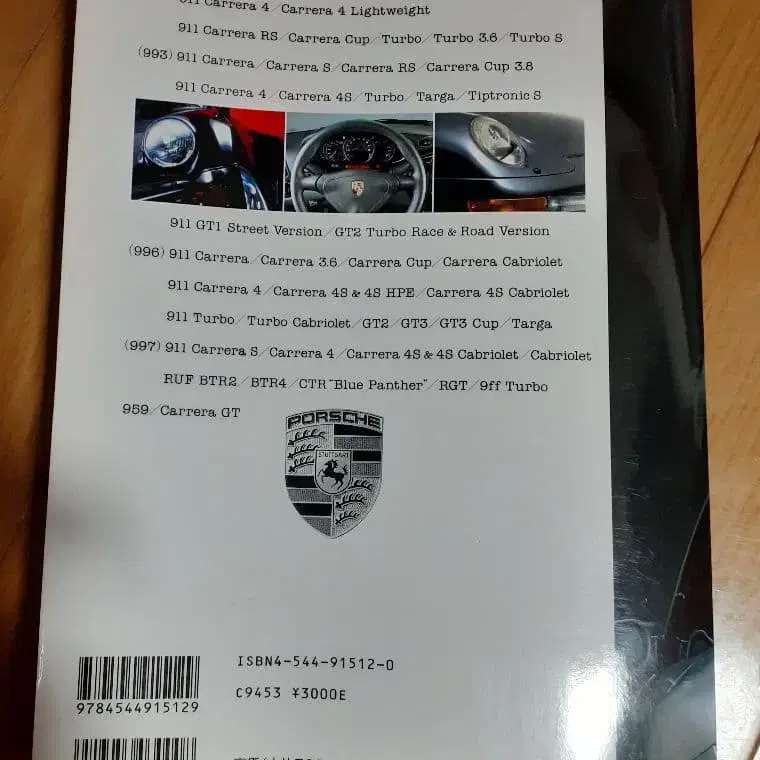 911 Carrera 4/Carrera 4 Lightweight
911 Carrera RS/Carrera Cup/Turbo/Turbo 3.6/Turbo S
(993) 911 Carrera/Carrera S/Carrera RS/Carrera Cup 3.8
911 Carrera 4/Carrera 4S/Turbo/Targa/Tiptronic S
911 GT1 Street Version/GT2 Turbo Race & Road Version
(996) 911 Carrera/Carrera 3.6/Carrera Cup/Carrera Cabriolet
911 Carrera 4/Carrera 4S & 4S HPE/Carrera 4S Cabriolet
911 Turbo/Turbo Cabriolet/GT2/GT3/GT3 Cup/Targa
(997) 911 Carrera S/Carrera 4/Carrera 4S & 4S Cabriolet/Cabriolet
RUF BTR2/BTR4/CTR "Blue Panther"/RGT/9ff Turbo
959/Carrera GT
PORSCHE
STUTTGART
ISBN4-544-91512-0
C9453 ¥3000E
9784544915129